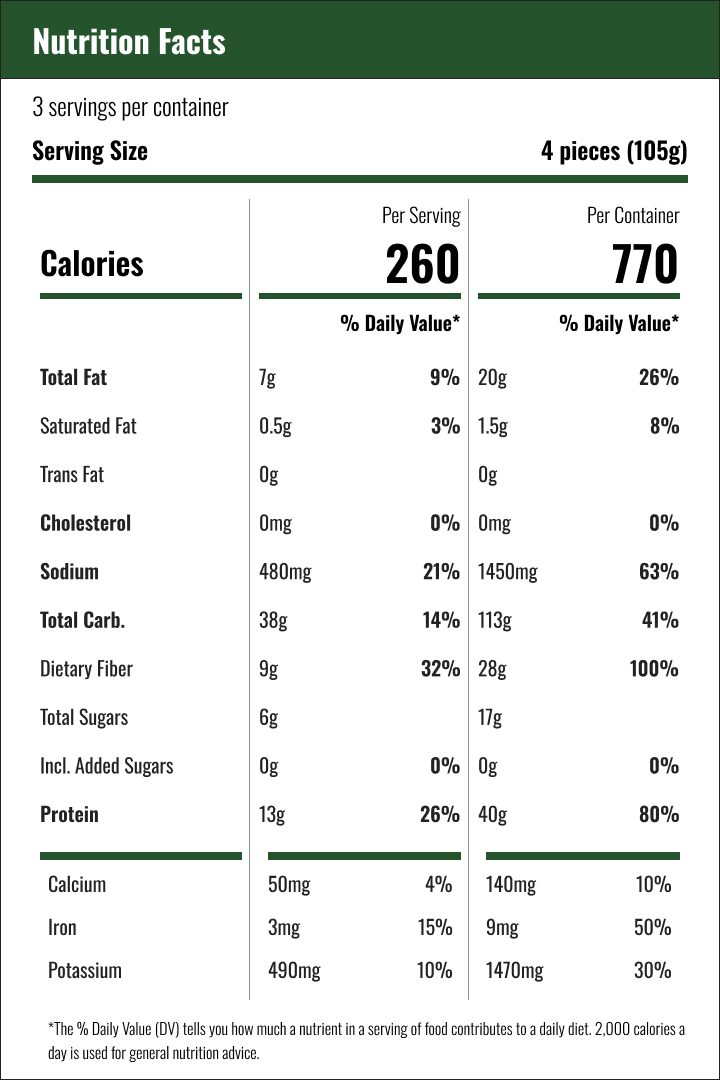 Nutrition Facts
3 servings per container
Serving Size 4 pieces (105g)
Per Serving Per Container
Calories 260 770
% Daily Value* % Daily Value*
Total Fat 7g 9% 20g 26%
Saturated Fat 0.5g 3% 1.5g 8%
Trans Fat 0g 0g
Cholesterol 0mg 0% 0mg 0%
Sodium 480mg 21% 1450mg 63%
Total Carb. 38g 14% 113g 41%
Dietary Fiber 9g 32% 28g 100%
Total Sugars 6g 17g
Incl. Added Sugars 0g 0% 0g 0%
Protein 13g 26% 40g 80%
Calcium 50mg 4% 140mg 10%
Iron 3mg 15% 9mg 50%
Potassium 490mg 10% 1470mg 30%
*The % Daily Value (DV) tells you how much a nutrient in a serving of food contributes to a daily diet. 2,000 calories a
day is used for general nutrition advice.